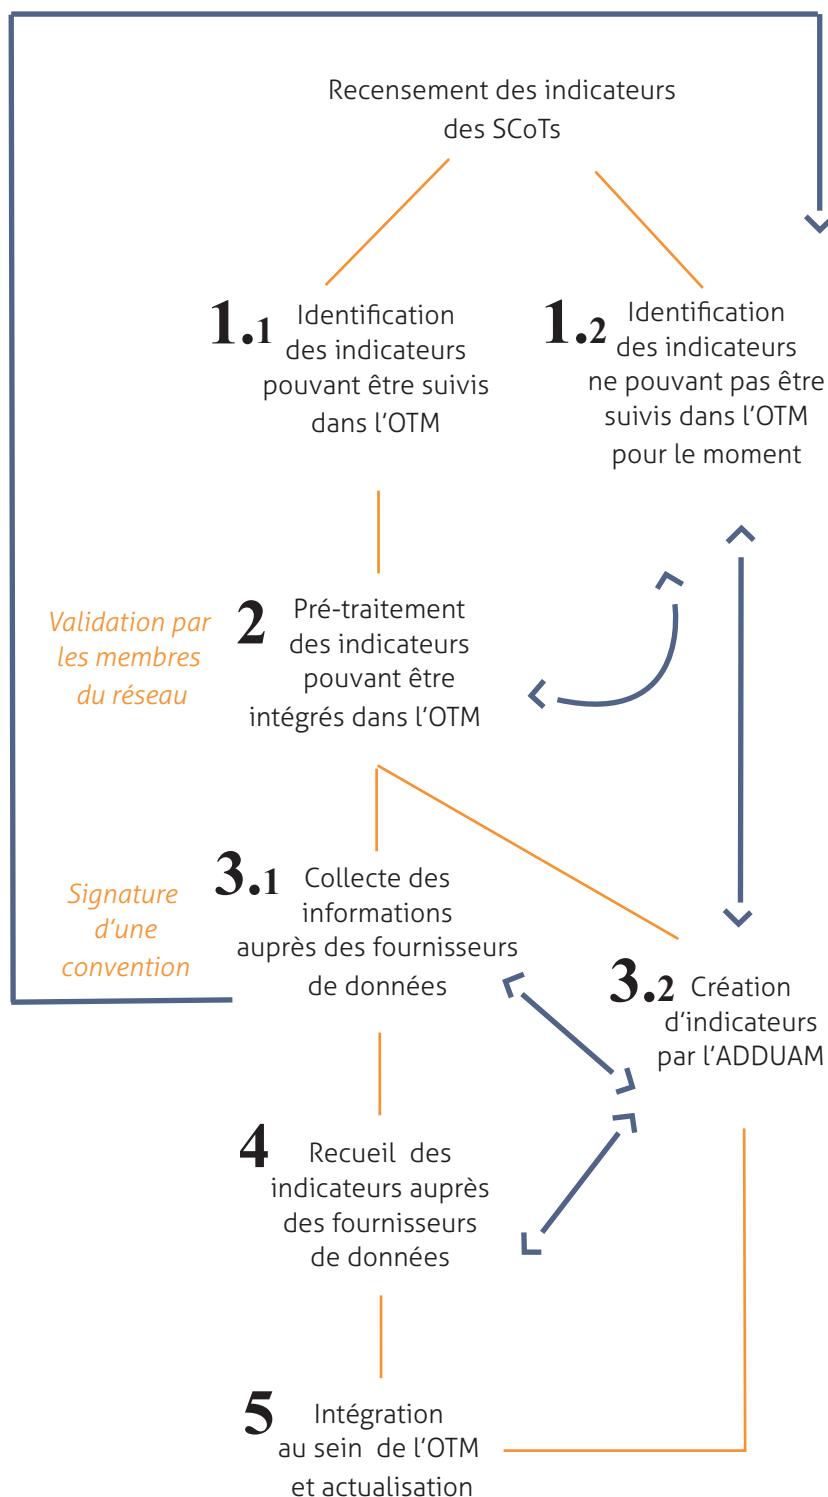 Recensement des indicateurs
des SCoTs
1.1 Identification
des indicateurs
pouvant être suivis
dans l’OTM
1.2 Identification
des indicateurs
ne pouvant pas être
suivis dans l’OTM
pour le moment
Validation par
les membres
du réseau
2 Pré-traitement
des indicateurs
pouvant être
intégrés dans l’OTM
Signature
d’une
convention
3.1 Collecte des
informations
auprès des fournisseurs
de données
3.2 Création
d’indicateurs
par l’ADDUAM
4 Recueil des
indicateurs auprès
des fournisseurs
de données
5 Intégration
au sein de l’OTM
et actualisation